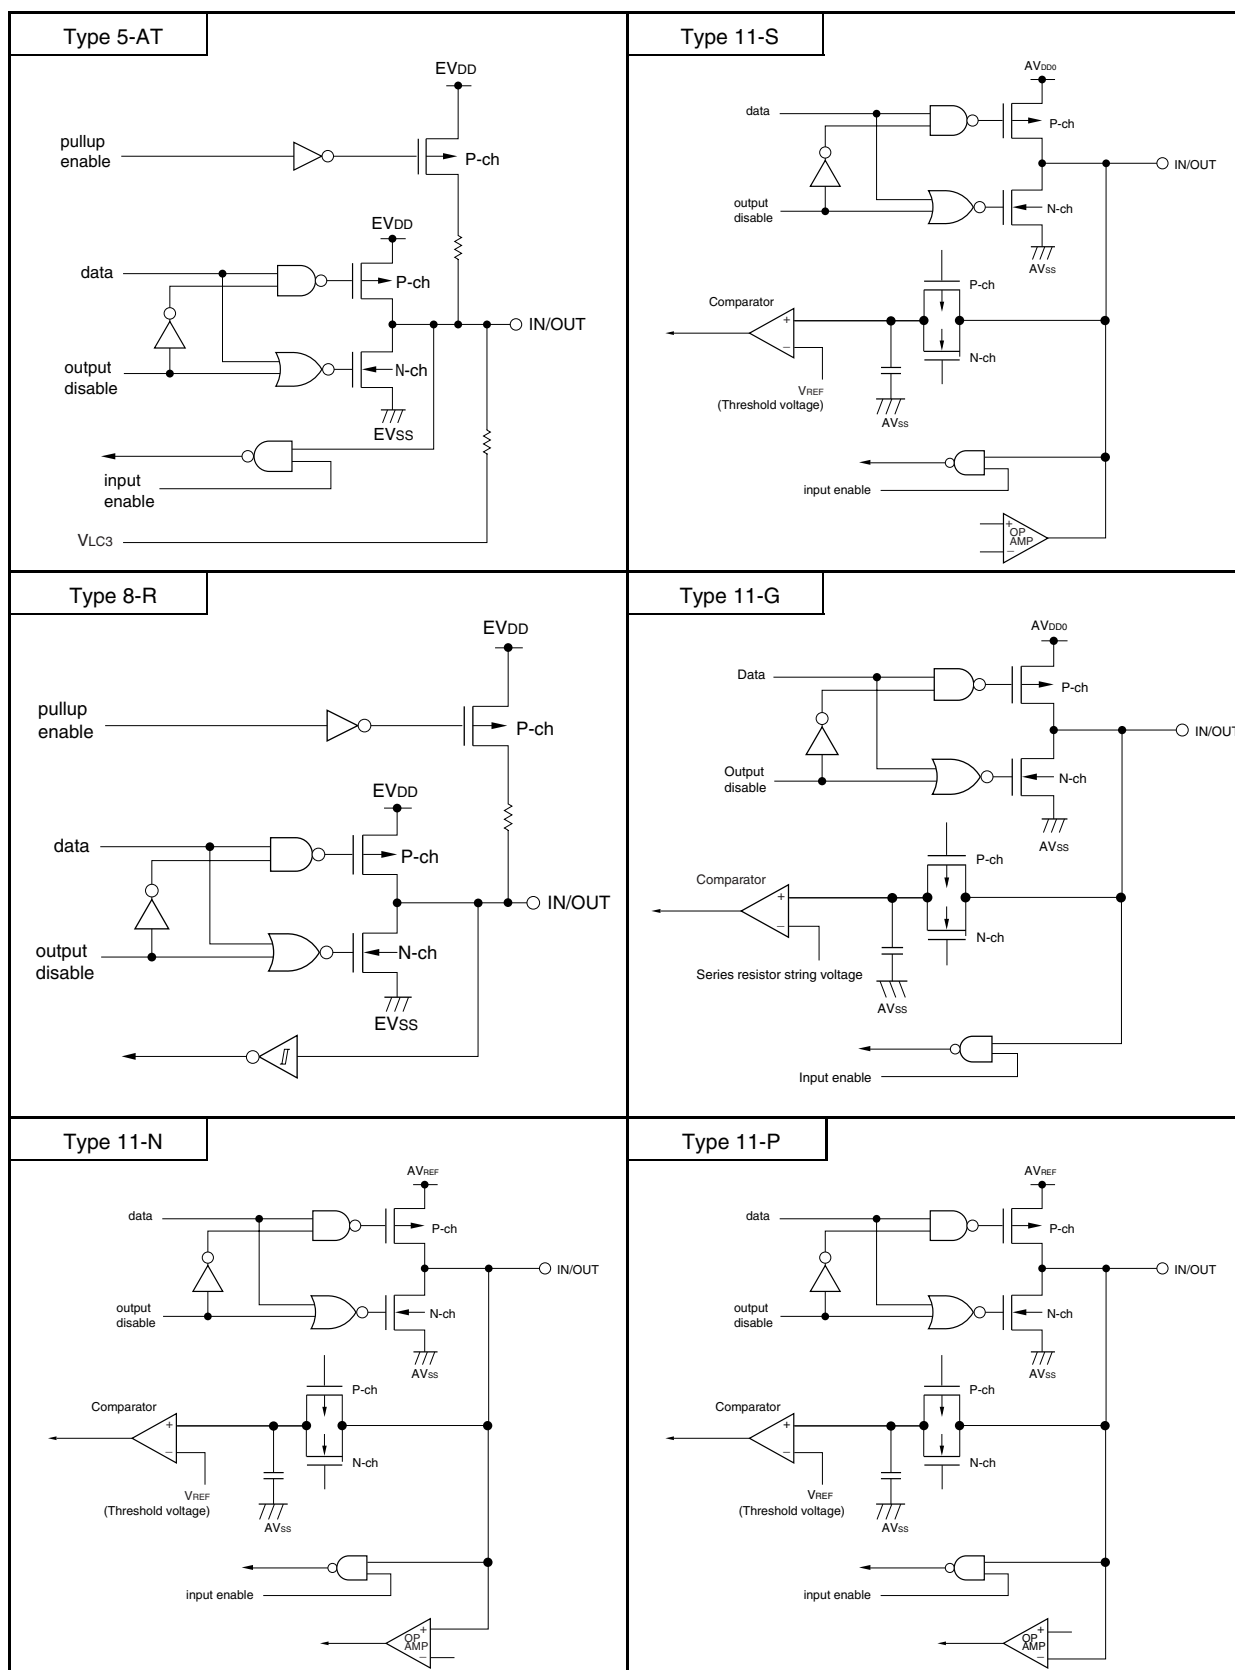 Type 5-AT
EVDD
pullup
enable
P-ch
EVDD
data
P-ch
IN/OUT
output
disable
N-ch
EVSS
input
enable
VLC3
Type 11-S
AVDD0
data
P-ch
IN/OUT
output
disable
N-ch
AVSS
P-ch
Comparator
+
−
N-ch
VREF
(Threshold voltage)
AVSS
input enable
+
OP
AMP
−
Type 8-R
EVDD
pullup
enable
P-ch
EVDD
data
P-ch
IN/OUT
output
disable
N-ch
EVSS
Type 11-G
AVDD0
Data
P-ch
IN/OUT
Output
disable
N-ch
AVSS
P-ch
Comparator
+
−
N-ch
Series resistor string voltage
AVSS
Input enable
Type 11-N
AVREF
data
P-ch
IN/OUT
output
disable
N-ch
AVSS
P-ch
Comparator
+
−
N-ch
VREF
(Threshold voltage)
AVSS
input enable
OP +
AMP
−
Type 11-P
AVREF
data
P-ch
IN/OUT
output
disable
N-ch
AVSS
P-ch
Comparator
+
−
N-ch
VREF
(Threshold voltage)
AVSS
input enable
OP +
AMP
−